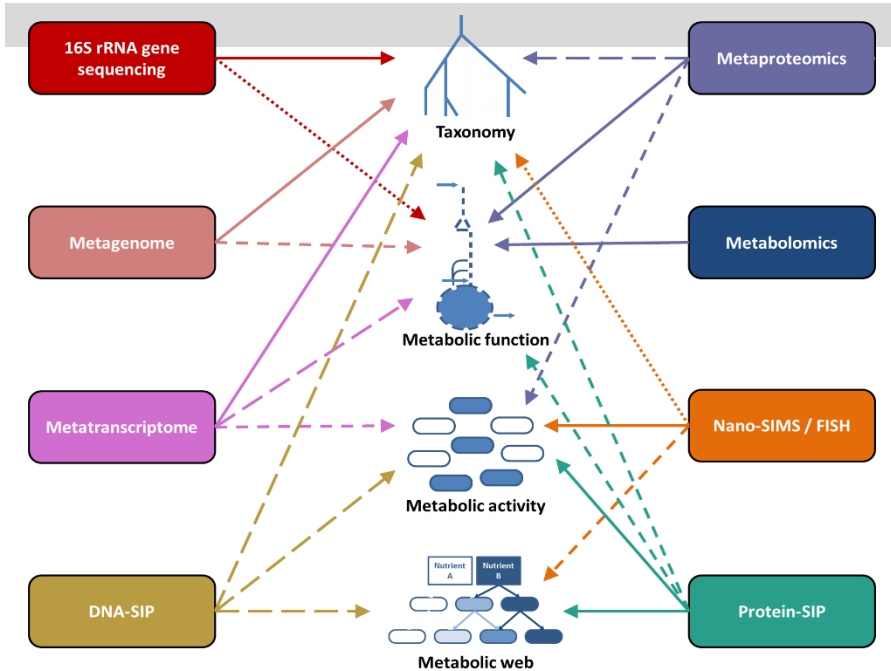 16S rRNA gene
sequencing
Metaproteomics
Taxonomy
Metagenome
Metabolomics
Metabolic function
Metatranscriptome
Nano-SIMS / FISH
Metabolic activity
Nutrient
A
Nutrient
B
DNA-SIP
Protein-SIP
Metabolic web